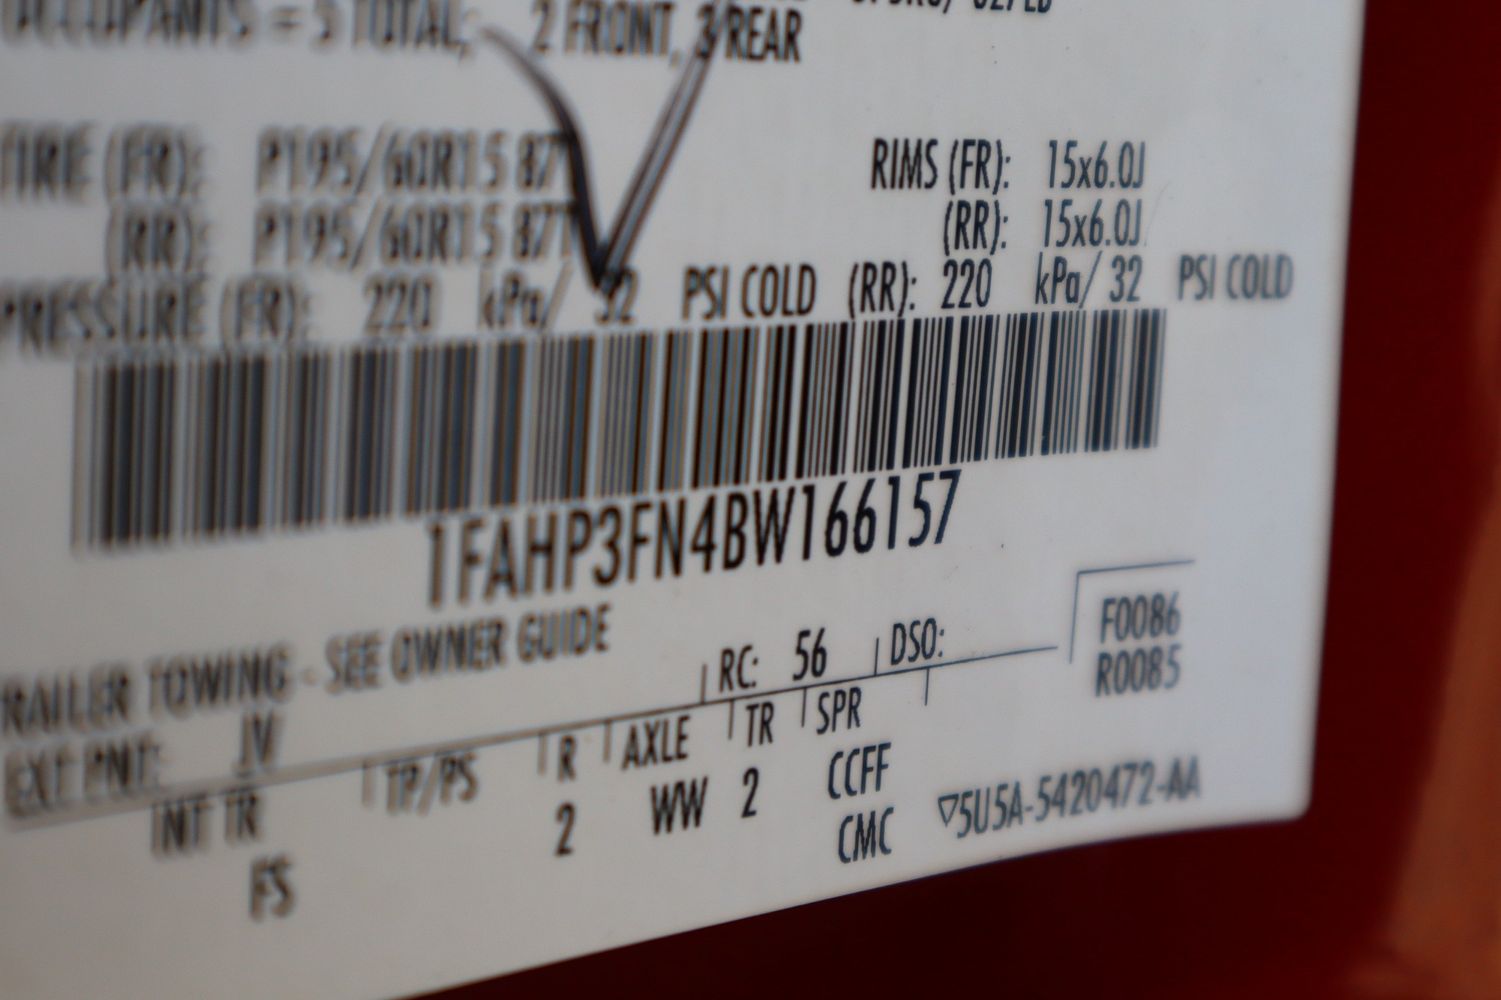 OCCUPANTS = 5 TOTAL, 2 FRONT, 3 REAR
TIRE (FR): P195/60R15 87T RIMS (FR): 15x6.0J
(RR): P195/60R15 87T (RR): 15x6.0J
PRESSURE (FR): 220 kPa/ 32 PSI COLD (RR): 220 kPa/ 32 PSI COLD
1FAHP3FN4BW166157
TRAILER TOWING - SEE OWNER GUIDE
RC: 56 DSO: F0086
R0085
EXT PNT: JV
INT TR TP/PS R AXLE TR SPR
FS 2 WW 2 CCFF
CMC
▽5U5A-5420472-AA